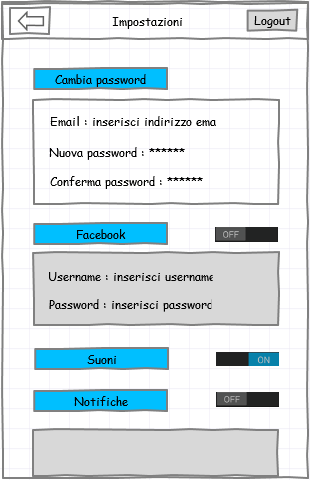 Impostazioni
Logout
Cambia password
Email : inserisci indirizzo ema
Nuova password : ******
Conferma password : ******
Facebook
OFF
Username : inserisci username
Password : inserisci password
Suoni
ON
Notifiche
OFF